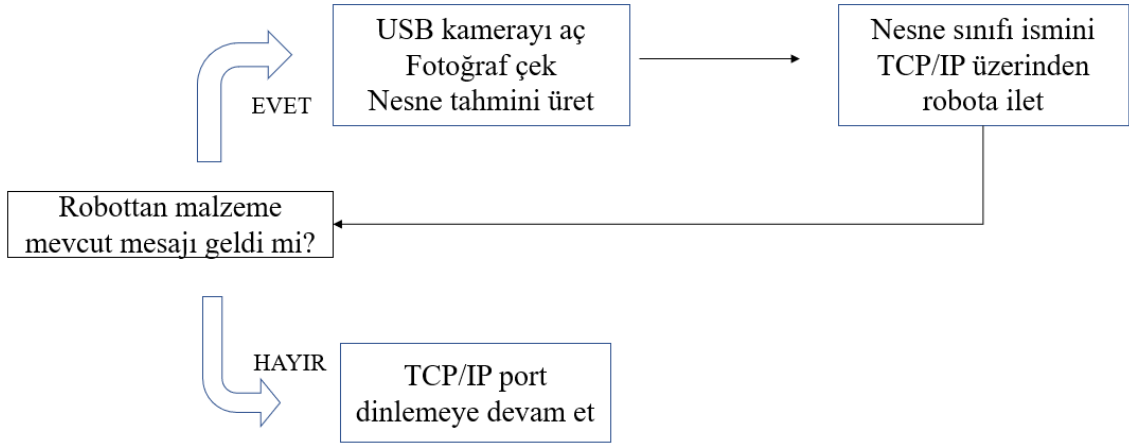 USB kamerayı aç
Fotoğraf çek
Nesne tahmini üret
Nesne sınıfı ismini
TCP/IP üzerinden
robota ilet
EVET
Robottan malzeme
mevcut mesajı geldi mi?
HAYIR
TCP/IP port
dinlemeye devam et